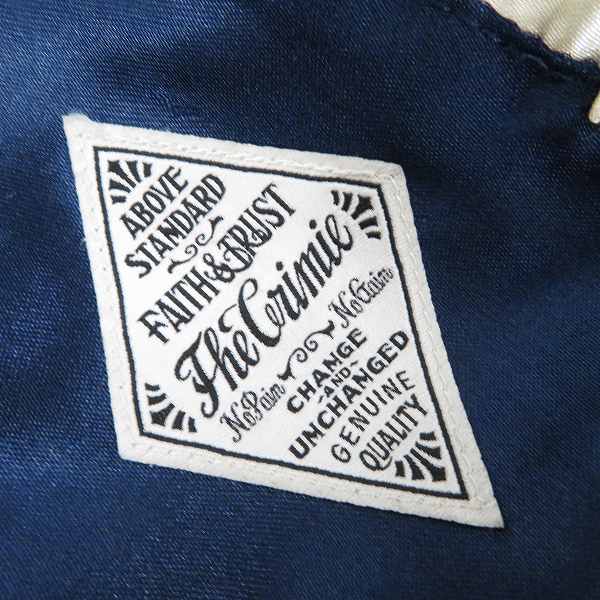 ABOVE
STANDARD
FAITH & TRUST
The Crimie
No Pain No Gain
CHANGE
AND
UNCHANGED
GENUINE
QUALITY